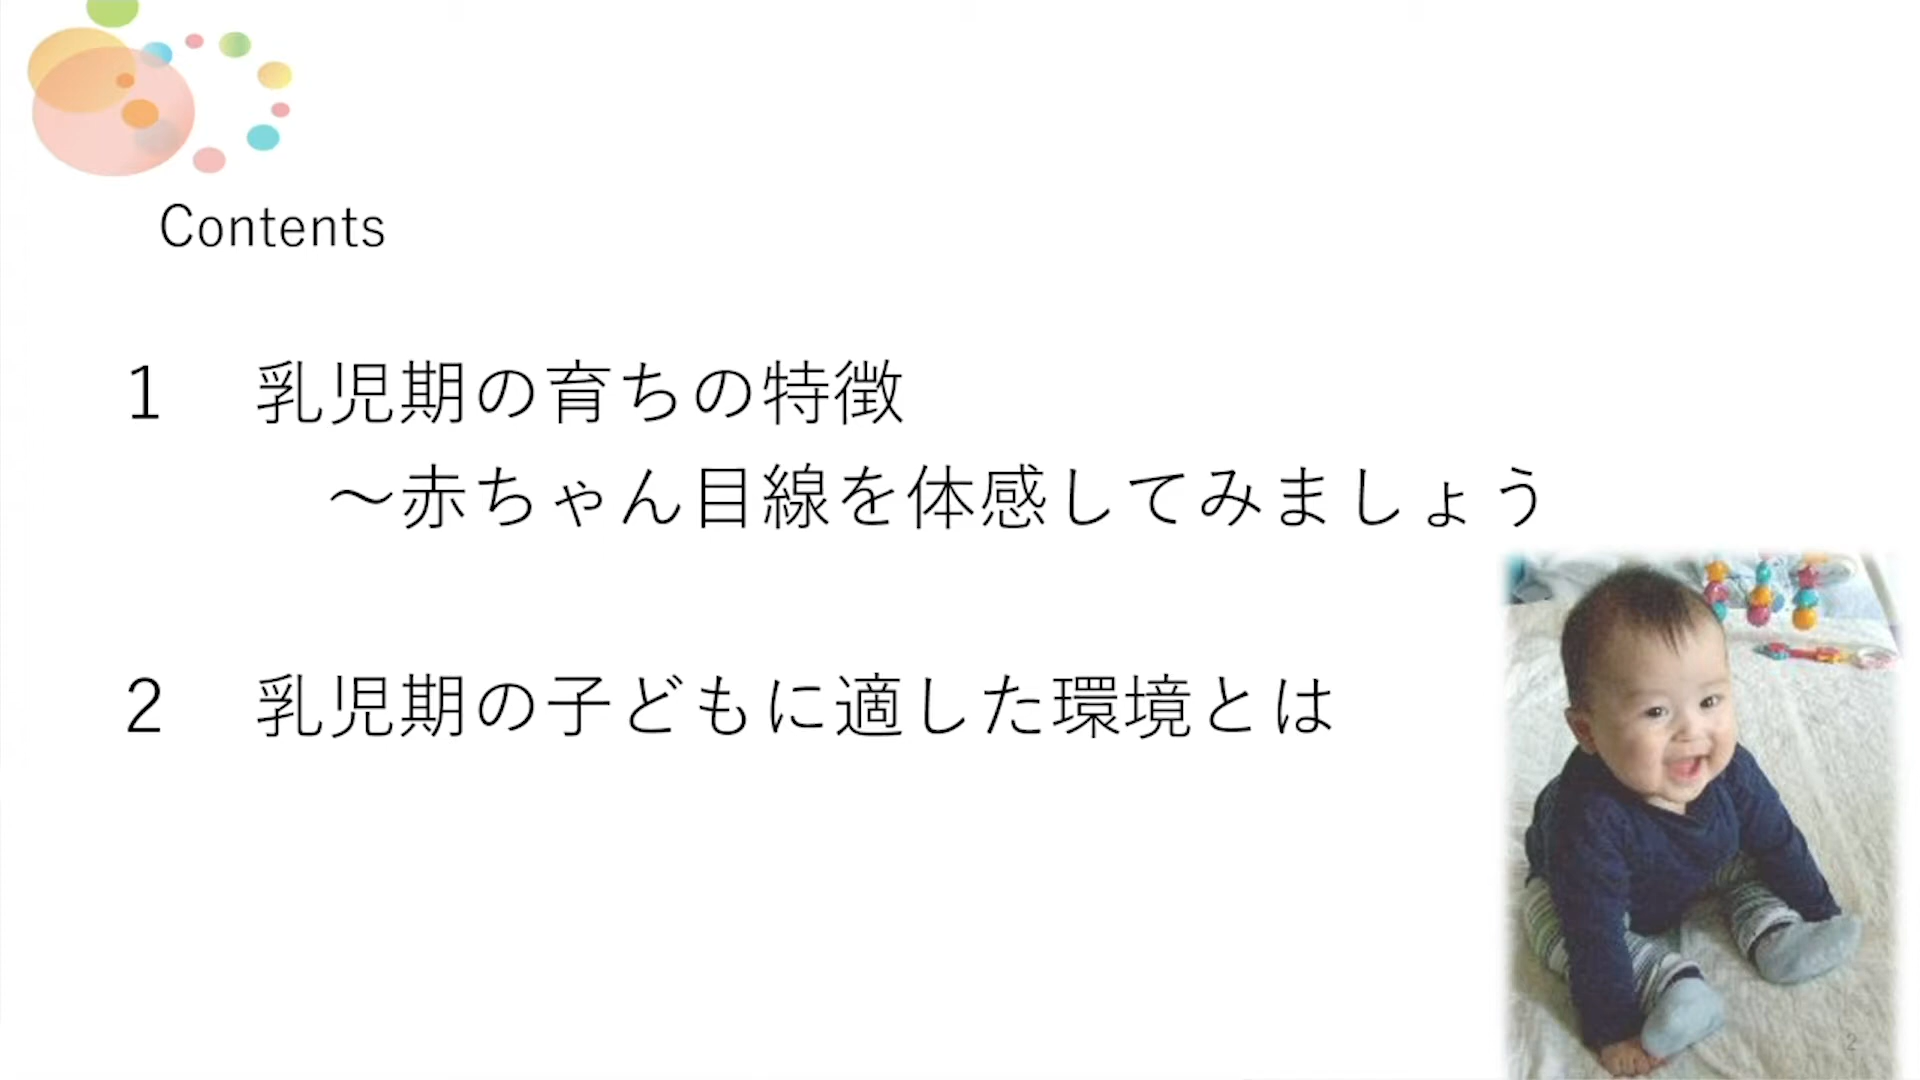 Contents
1 乳児期の育ちの特徴
～赤ちゃん目線を体感してみましょう
2 乳児期の子どもに適した環境とは
2